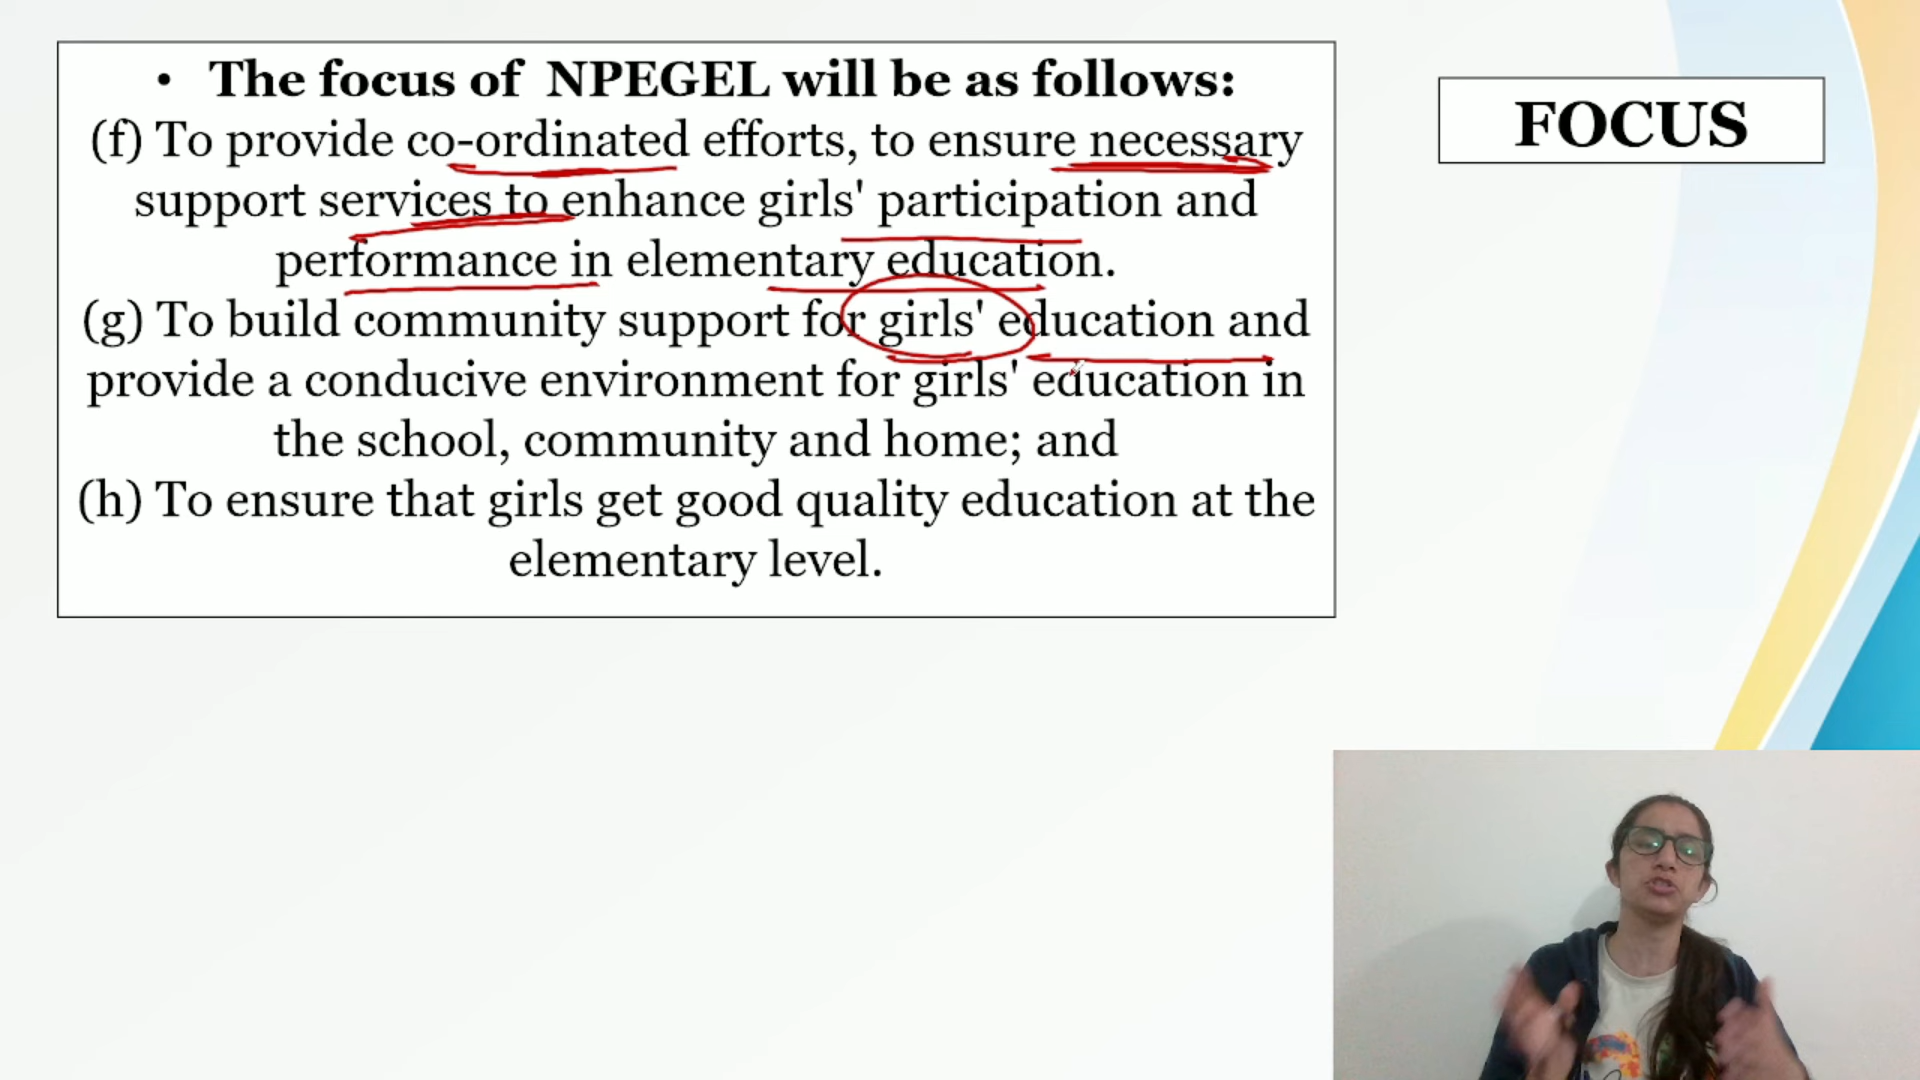 • The focus of NPEGEL will be as follows:
(f) To provide co-ordinated efforts, to ensure necessary
support services to enhance girls' participation and
performance in elementary education.
(g) To build community support for girls' education and
provide a conducive environment for girls' education in
the school, community and home; and
(h) To ensure that girls get good quality education at the
elementary level.
FOCUS